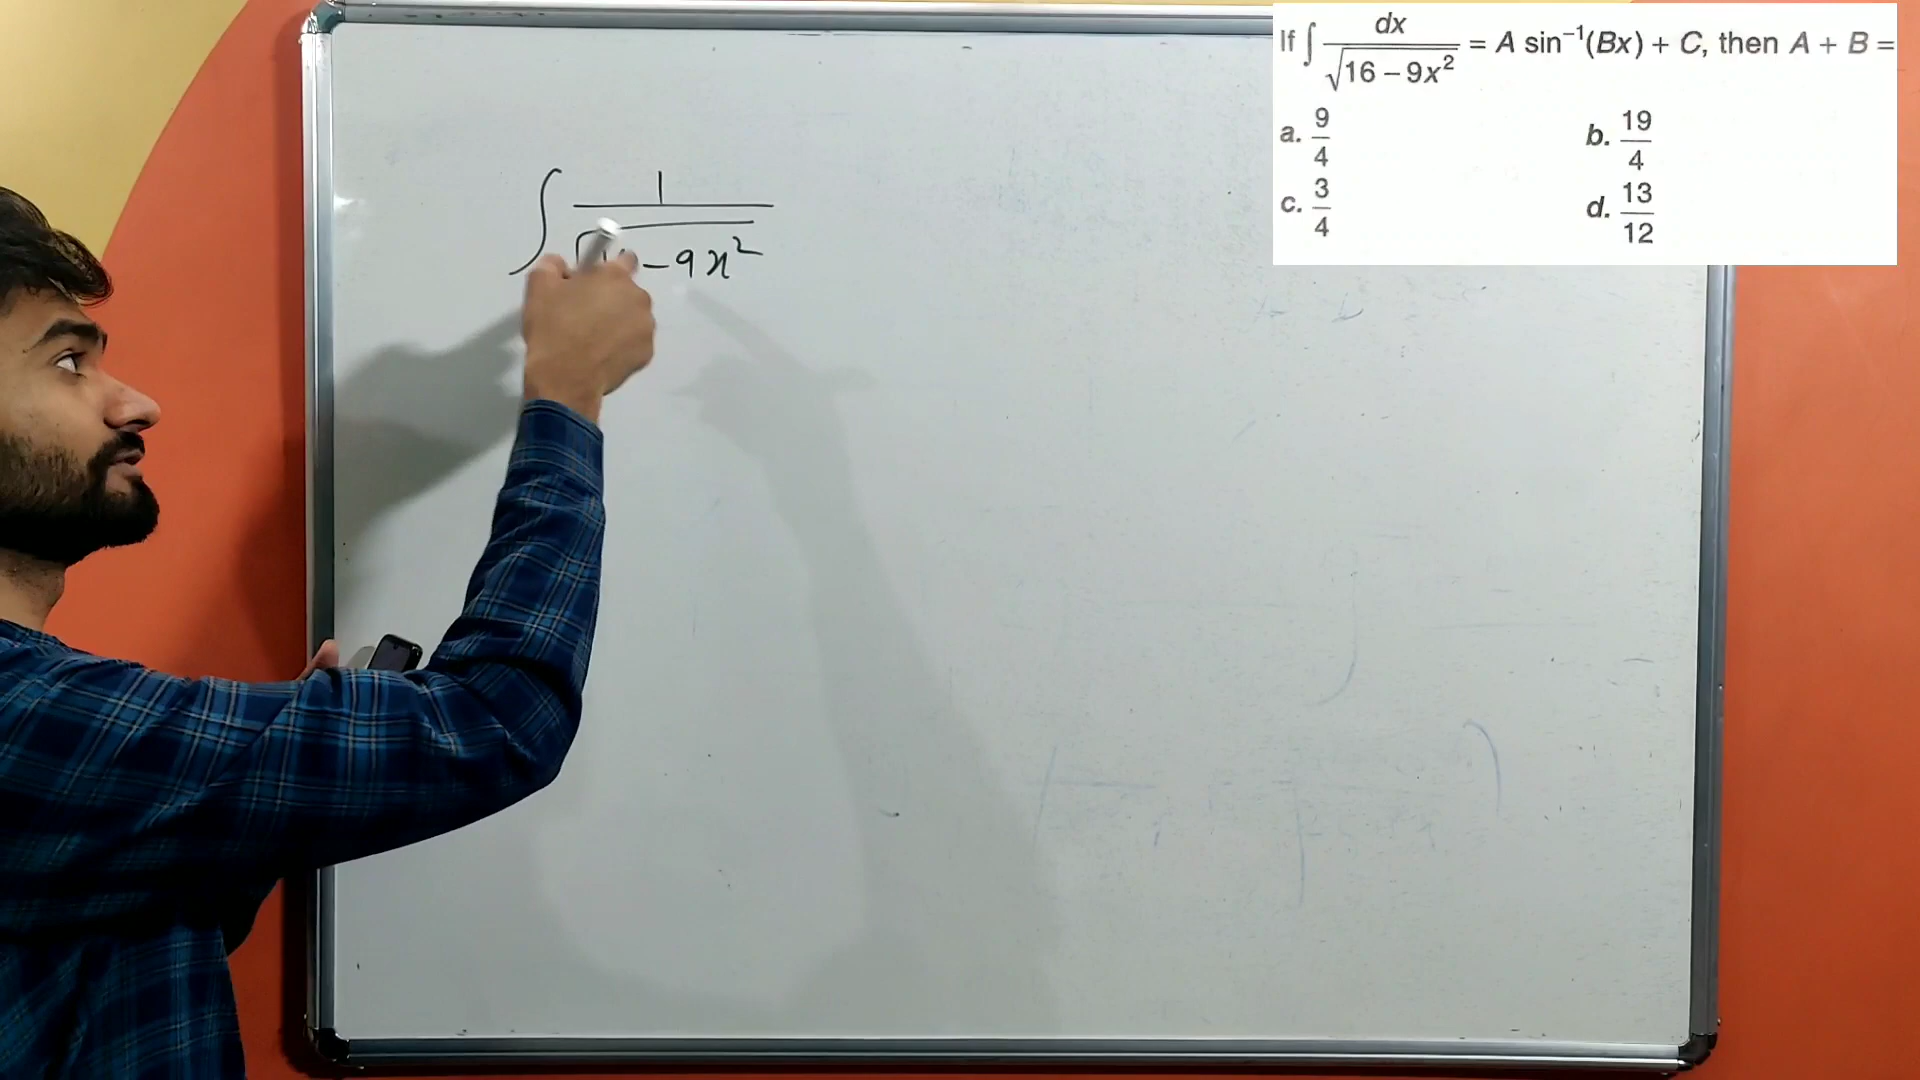 If ∫ dx / √(16 – 9x²) = A sin⁻¹(Bx) + C, then A + B =
a. 9/4 b. 19/4
c. 3/4 d. 13/12
∫ 1
– 9x²